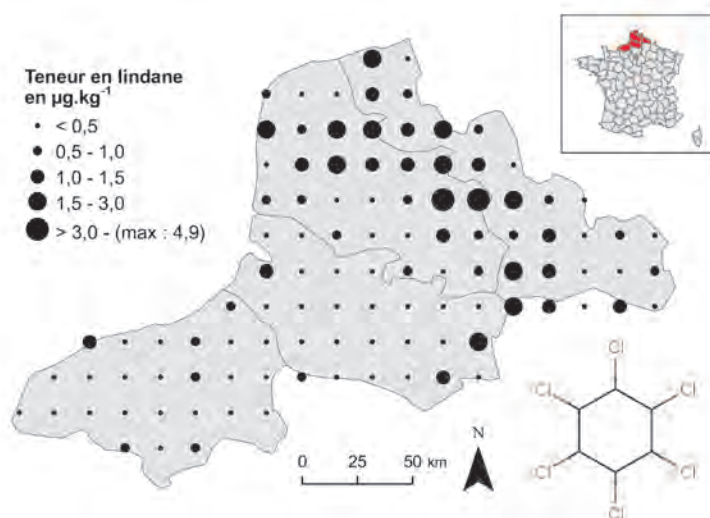 Teneur en lindane
en µg.kg⁻¹
< 0,5
0,5 - 1,0
1,0 - 1,5
1,5 - 3,0
> 3,0 - (max : 4,9)
N
0 25 50 km
Cl
Cl
Cl
Cl
Cl
Cl